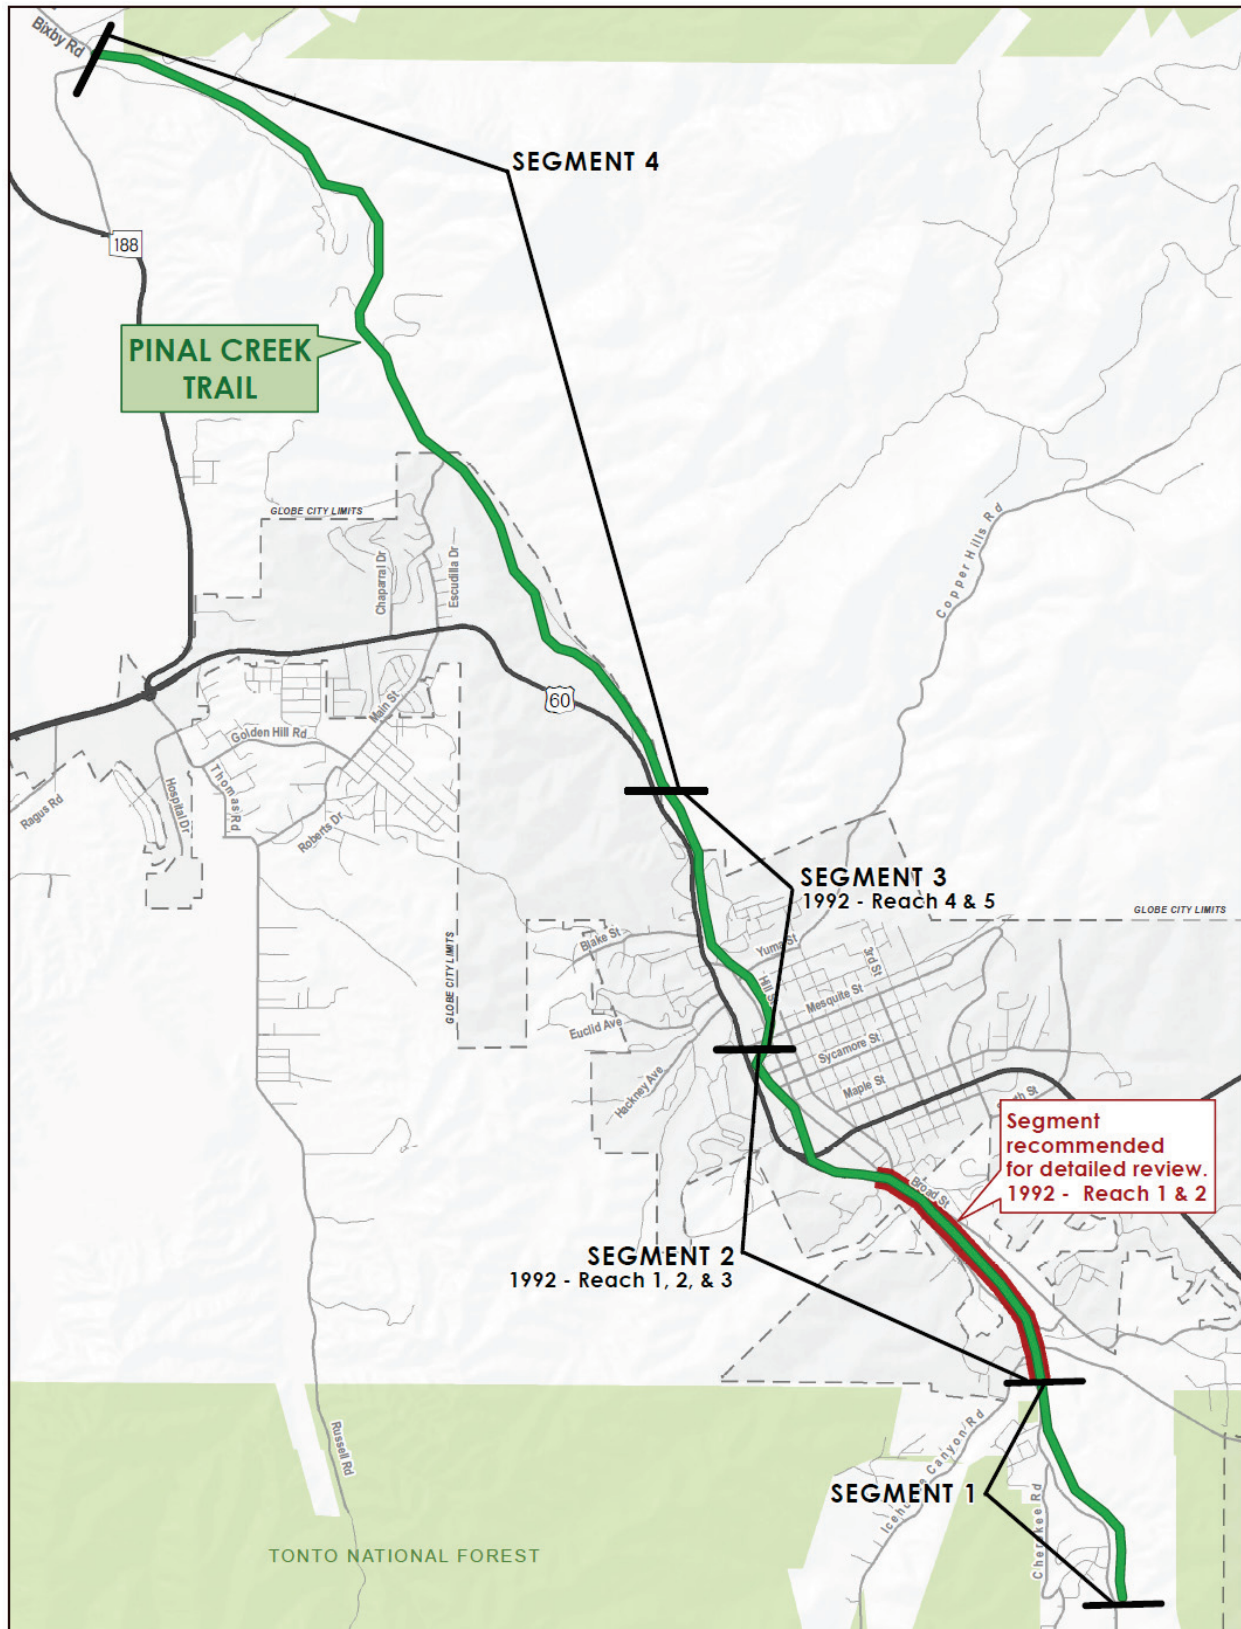 Bixby Rd
SEGMENT 4
188
PINAL CREEK
TRAIL
GLOBE CITY LIMITS
Chaparral Dr
Escudilla Dr
Copper Hills Rd
60
Main St
Golden Hill Rd
Thomas Rd
Hospital Dr
Ragus Rd
Roberts Dr
SEGMENT 3
1992 - Reach 4 & 5
GLOBE CITY LIMITS
GLOBE CITY LIMITS
Blake St
Yuma St
3rd St
Hill St
Mesquite St
Euclid Ave
Sycamore St
Hackney Ave
Maple St
Segment
recommended
for detailed review.
1992 - Reach 1 & 2
Broad St
SEGMENT 2
1992 - Reach 1, 2, & 3
Russell Rd
Canyon Rd
SEGMENT 1
Cherokee Rd
TONTO NATIONAL FOREST